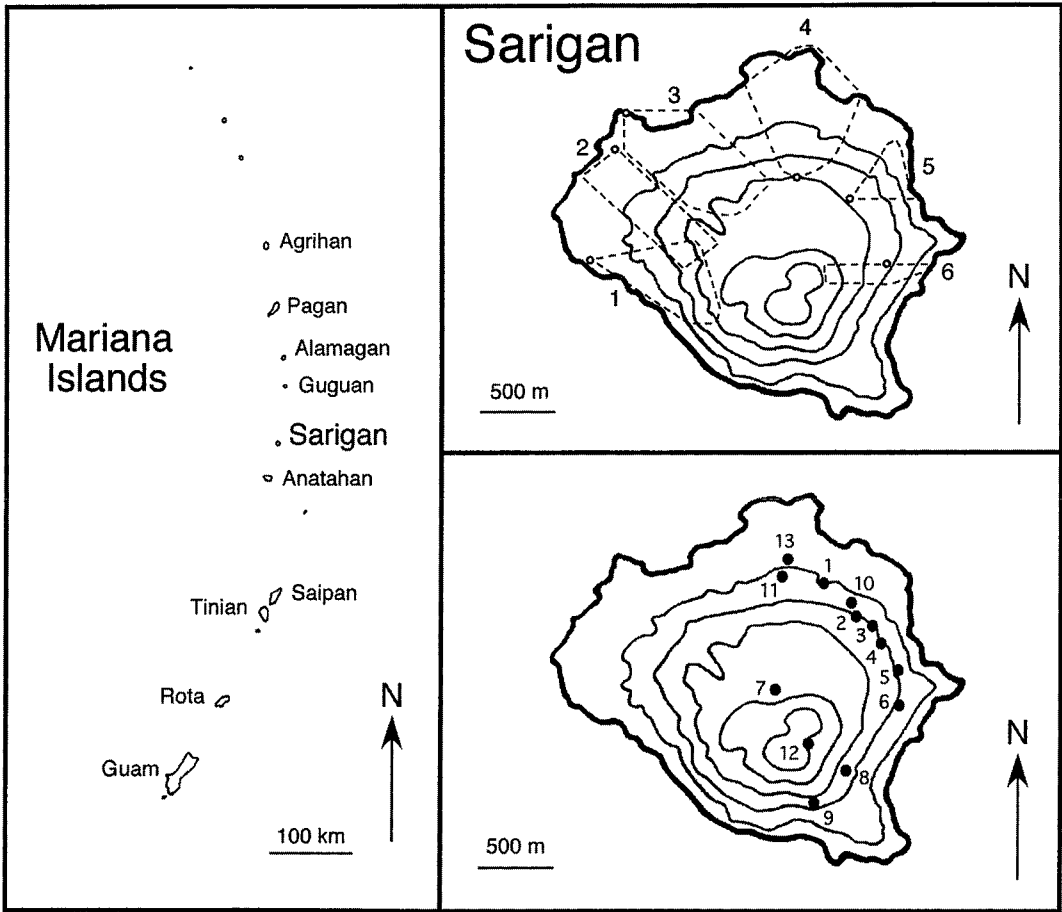 Mariana
Islands
Agrihan
Pagan
Alamagan
Guguan
Sarigan
Anatahan
Saipan
Tinian
Rota
Guam
N
100 km
Sarigan
4
3
2
5
6
1
N
500 m
13
1
11
10
2
3
4
5
6
7
12
8
9
N
500 m